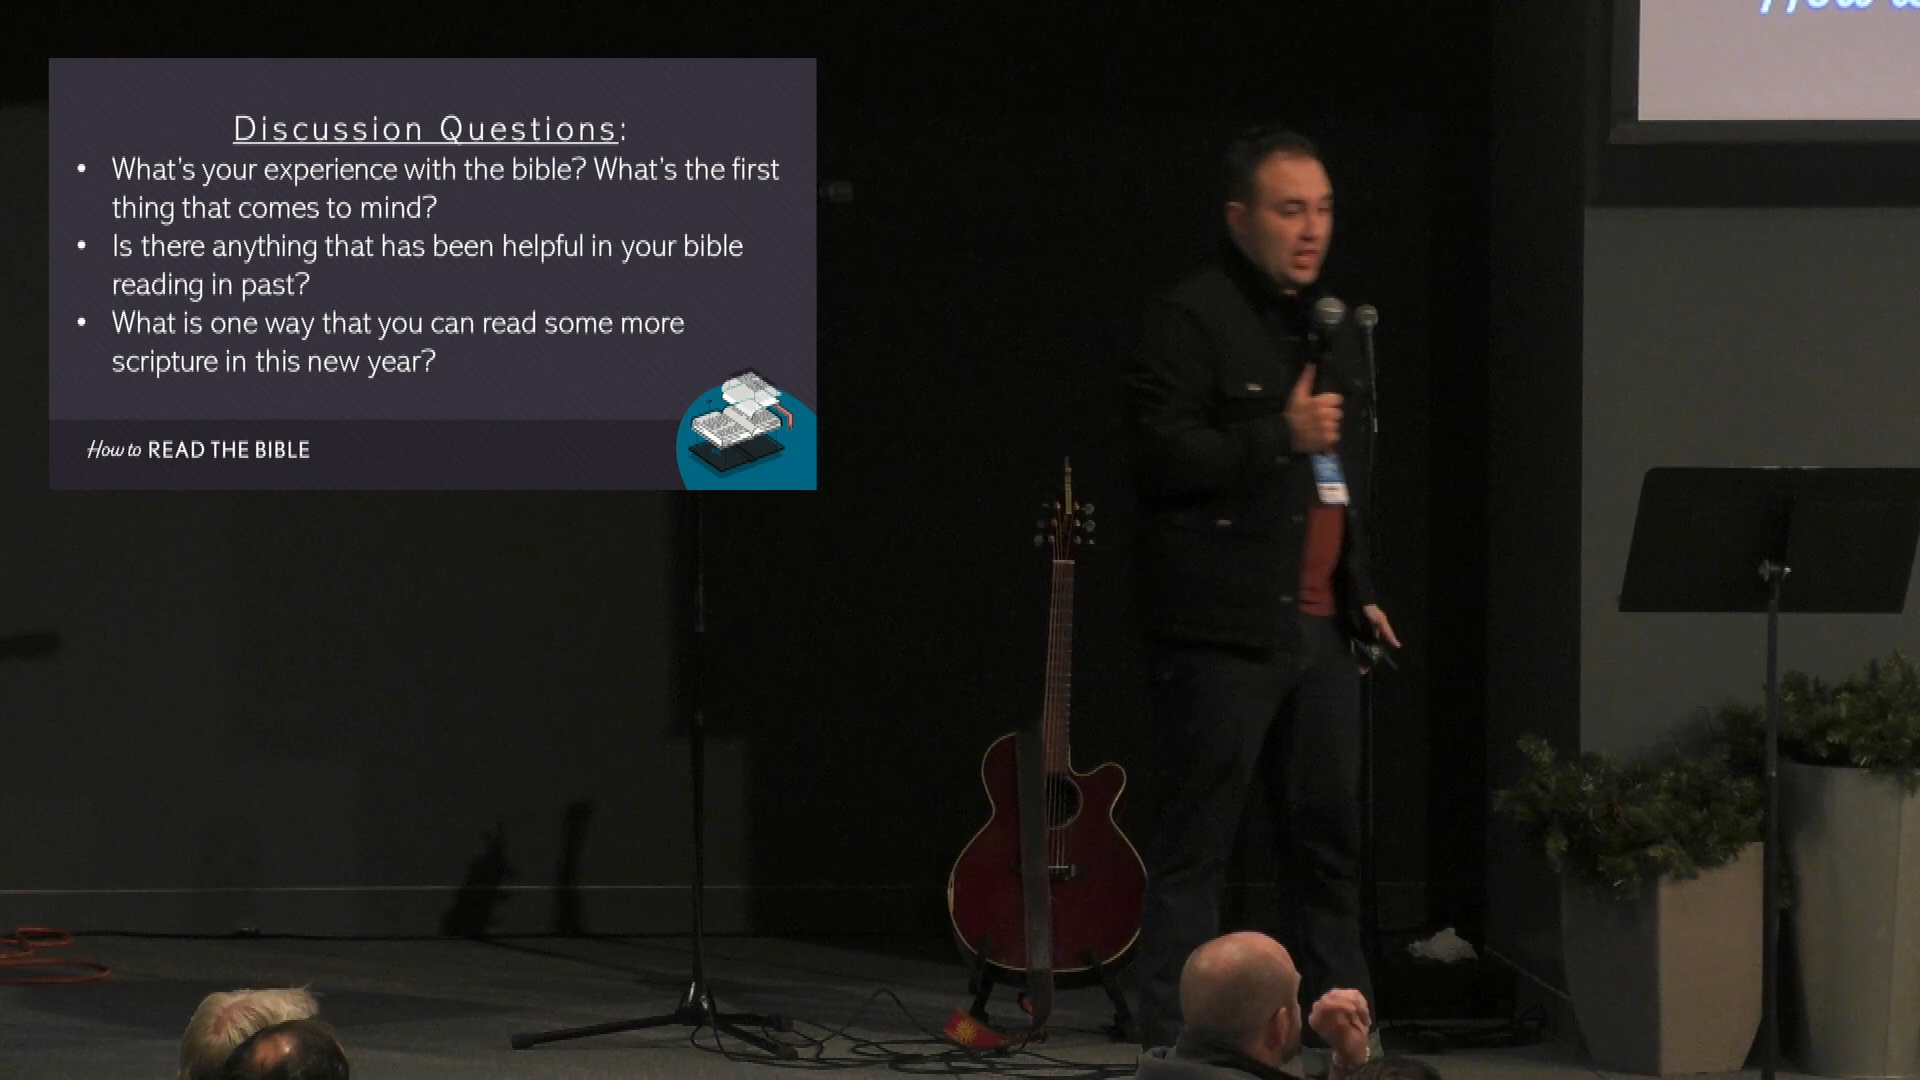 Discussion Questions:
• What's your experience with the bible? What's the first
thing that comes to mind?
• Is there anything that has been helpful in your bible
reading in past?
• What is one way that you can read some more
scripture in this new year?
How to READ THE BIBLE
How